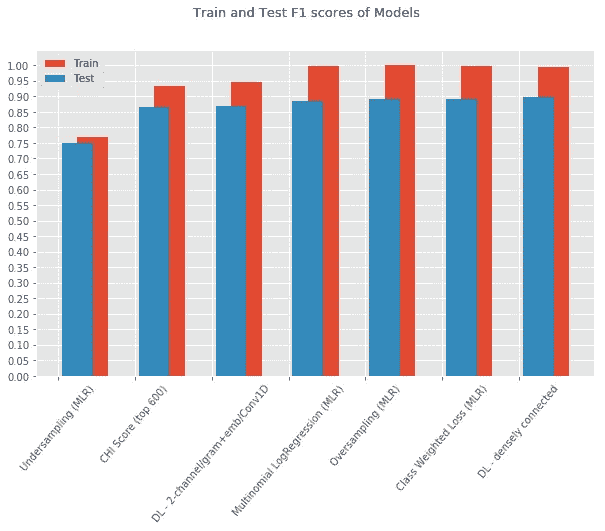 Train and Test F1 scores of Models
1.00
0.95
0.90
0.85
0.80
0.75
0.70
0.65
0.60
0.55
0.50
0.45
0.40
0.35
0.30
0.25
0.20
0.15
0.10
0.05
0.00
Train
Test
Undersampling (MLR)
CHI Score (top 600)
DL - 2-channel/gram+emb/Conv1D
Multinomial LogRegression (MLR)
Oversampling (MLR)
Class Weighted Loss (MLR)
DL - densely connected